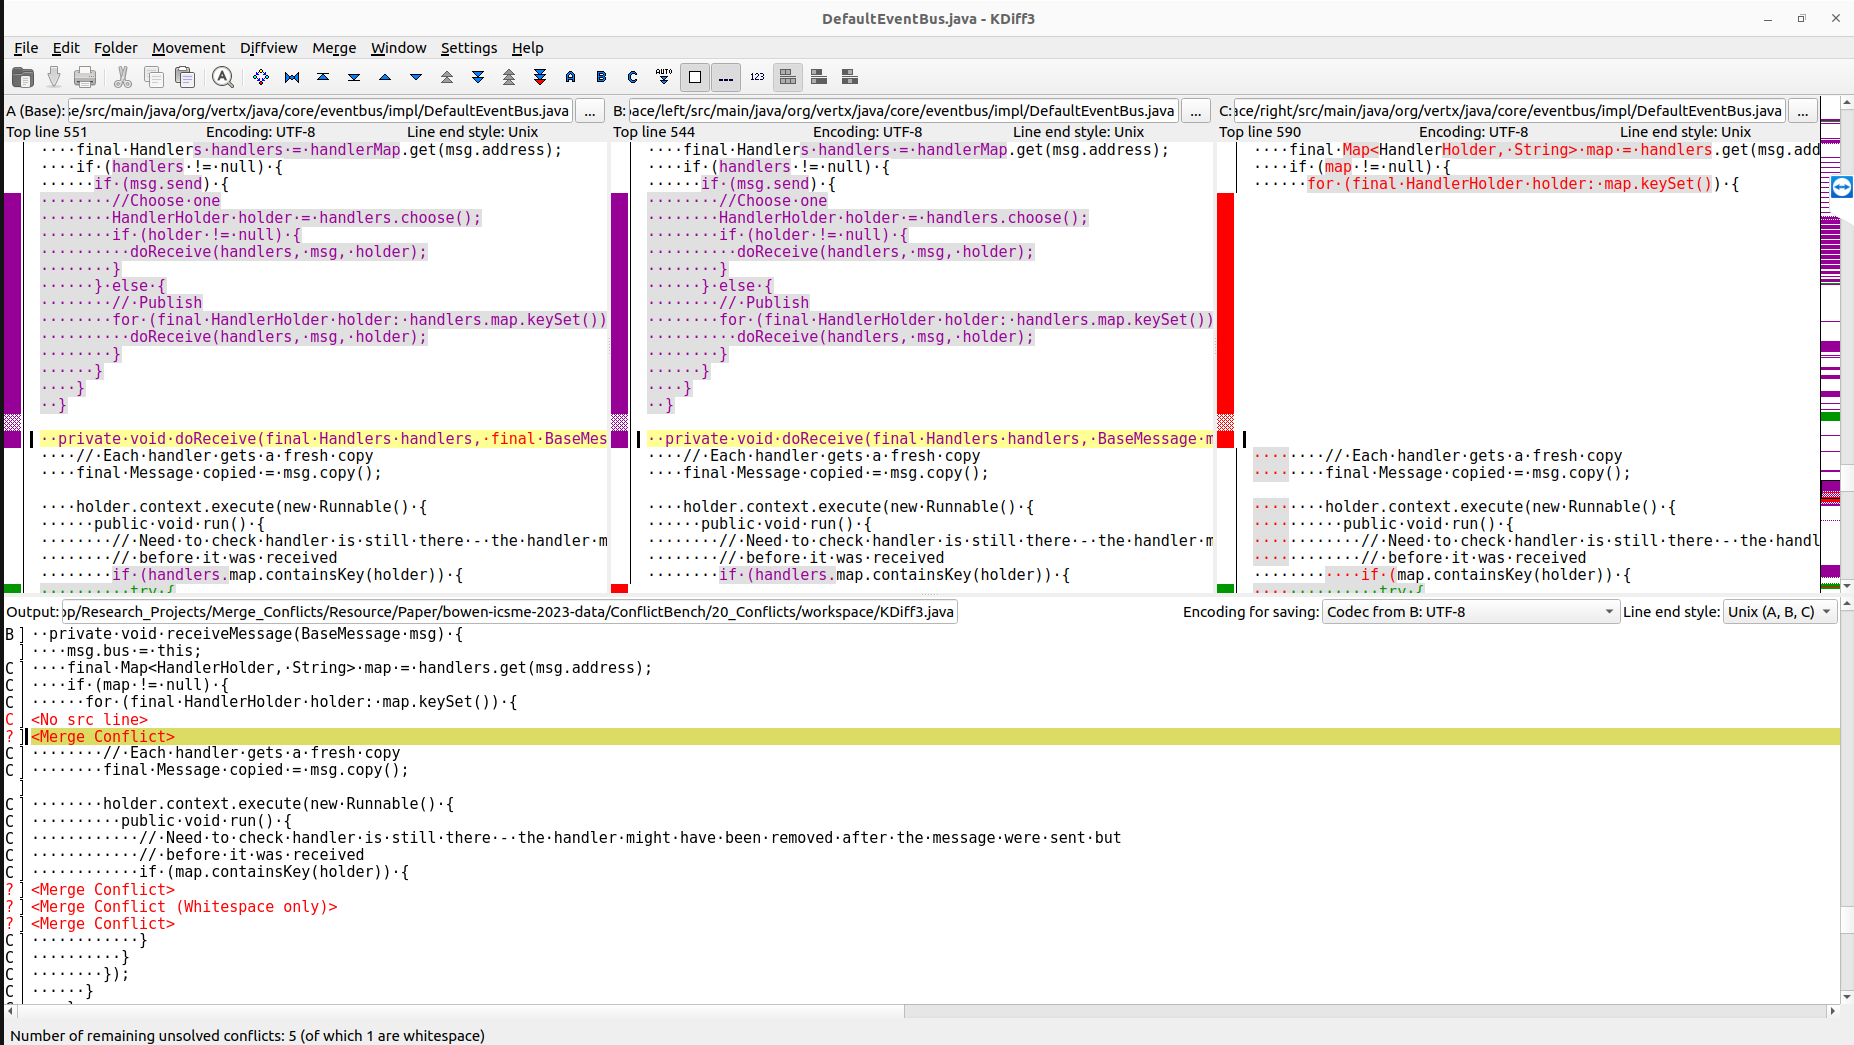 DefaultEventBus.java - KDiff3
File Edit Folder Movement Diffview Merge Window Settings Help
A B C AUTO 123
A (Base): se/src/main/java/org/vertx/java/core/eventbus/impl/DefaultEventBus.java ...
Top line 551 Encoding: UTF-8 Line end style: Unix
····final·Handlers·handlers·=·handlerMap.get(msg.address);
····if·(handlers·!=·null)·{
······if·(msg.send)·{
········//Choose·one
········HandlerHolder·holder·=·handlers.choose();
········if·(holder·!=·null)·{
··········doReceive(handlers,·msg,·holder);
········}
······}·else·{
········//·Publish
········for·(final·HandlerHolder·holder:·handlers.map.keySet())
··········doReceive(handlers,·msg,·holder);
········}
······}
····}
··}
··private·void·doReceive(final·Handlers·handlers,·final·BaseMes
····//·Each·handler·gets·a·fresh·copy
····final·Message·copied·=·msg.copy();
····holder.context.execute(new·Runnable()·{
······public·void·run()·{
········//·Need·to·check·handler·is·still·there·-·the·handler·m
········//·before·it·was·received
········if·(handlers.map.containsKey(holder))·{
··········try·{
B: ace/left/src/main/java/org/vertx/java/core/eventbus/impl/DefaultEventBus.java ...
Top line 544 Encoding: UTF-8 Line end style: Unix
····final·Handlers·handlers·=·handlerMap.get(msg.address);
····if·(handlers·!=·null)·{
······if·(msg.send)·{
········//Choose·one
········HandlerHolder·holder·=·handlers.choose();
········if·(holder·!=·null)·{
··········doReceive(handlers,·msg,·holder);
········}
······}·else·{
········//·Publish
········for·(final·HandlerHolder·holder:·handlers.map.keySet())
··········doReceive(handlers,·msg,·holder);
········}
······}
····}
··}
··private·void·doReceive(final·Handlers·handlers,·BaseMessage·m
····//·Each·handler·gets·a·fresh·copy
····final·Message·copied·=·msg.copy();
····holder.context.execute(new·Runnable()·{
······public·void·run()·{
········//·Need·to·check·handler·is·still·there·-·the·handler·m
········//·before·it·was·received
········if·(handlers.map.containsKey(holder))·{
C: ace/right/src/main/java/org/vertx/java/core/eventbus/impl/DefaultEventBus.java ...
Top line 590 Encoding: UTF-8 Line end style: Unix
····final·Map<HandlerHolder,·String>·map·=·handlers.get(msg.add
····if·(map·!=·null)·{
······for·(final·HandlerHolder·holder:·map.keySet())·{
········//·Each·handler·gets·a·fresh·copy
········final·Message·copied·=·msg.copy();
········holder.context.execute(new·Runnable()·{
··········public·void·run()·{
············//·Need·to·check·handler·is·still·there·-·the·handl
············//·before·it·was·received
············if·(map.containsKey(holder))·{
··············try·{
Output: op/Research_Projects/Merge_Conflicts/Resource/Paper/bowen-icsme-2023-data/ConflictBench/20_Conflicts/workspace/KDiff3.java Encoding for saving: Codec from B: UTF-8 Line end style: Unix (A, B, C)
B ··private·void·receiveMessage(BaseMessage·msg)·{
····msg.bus·=·this;
C ····final·Map<HandlerHolder,·String>·map·=·handlers.get(msg.address);
C ····if·(map·!=·null)·{
C ······for·(final·HandlerHolder·holder:·map.keySet())·{
C <No src line>
? <Merge Conflict>
C ········//·Each·handler·gets·a·fresh·copy
C ········final·Message·copied·=·msg.copy();
C ········holder.context.execute(new·Runnable()·{
C ··········public·void·run()·{
C ············//·Need·to·check·handler·is·still·there·-·the·handler·might·have·been·removed·after·the·message·were·sent·but
C ············//·before·it·was·received
C ············if·(map.containsKey(holder))·{
? <Merge Conflict>
? <Merge Conflict (Whitespace only)>
? <Merge Conflict>
C ············}
C ··········}
C ········});
C ······}
Number of remaining unsolved conflicts: 5 (of which 1 are whitespace)